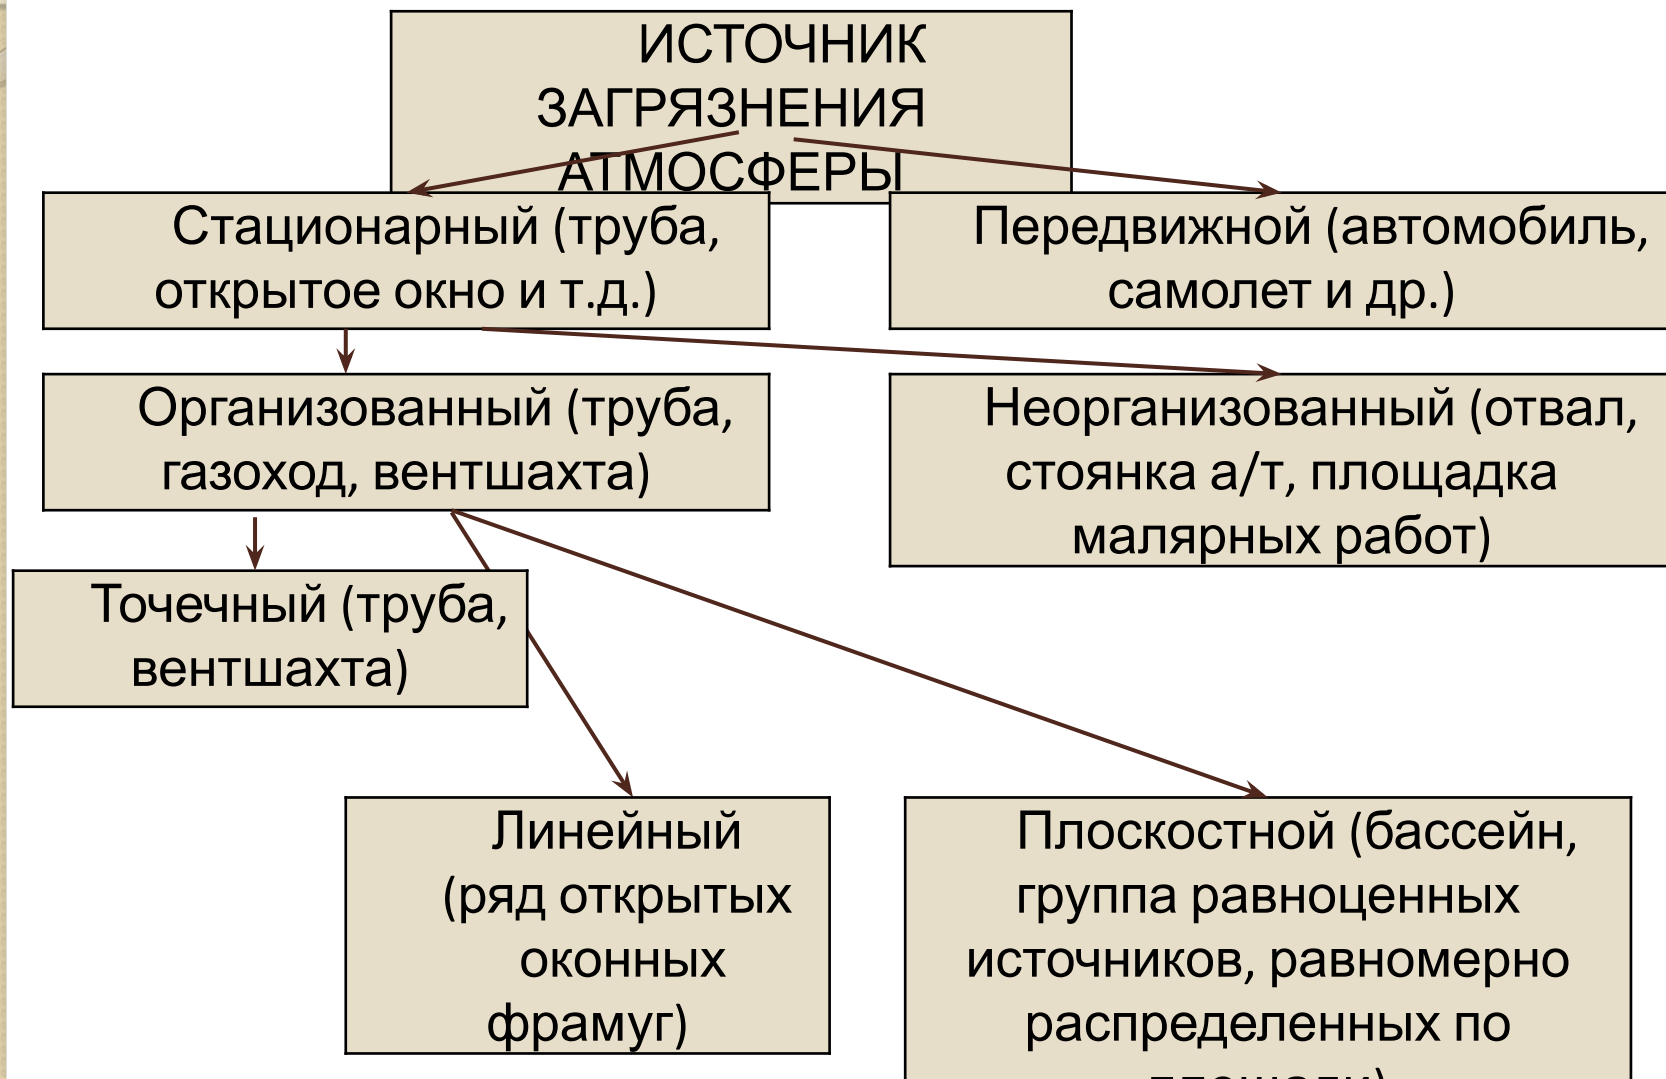 ИСТОЧНИК
ЗАГРЯЗНЕНИЯ
АТМОСФЕРЫ
Стационарный (труба,
открытое окно и т.д.)
Передвижной (автомобиль,
самолет и др.)
Организованный (труба,
газоход, вентшахта)
Неорганизованный (отвал,
стоянка а/т, площадка
малярных работ)
Точечный (труба,
вентшахта)
Линейный
(ряд открытых
оконных
фрамуг)
Плоскостной (бассейн,
группа равноценных
источников, равномерно
распределенных по